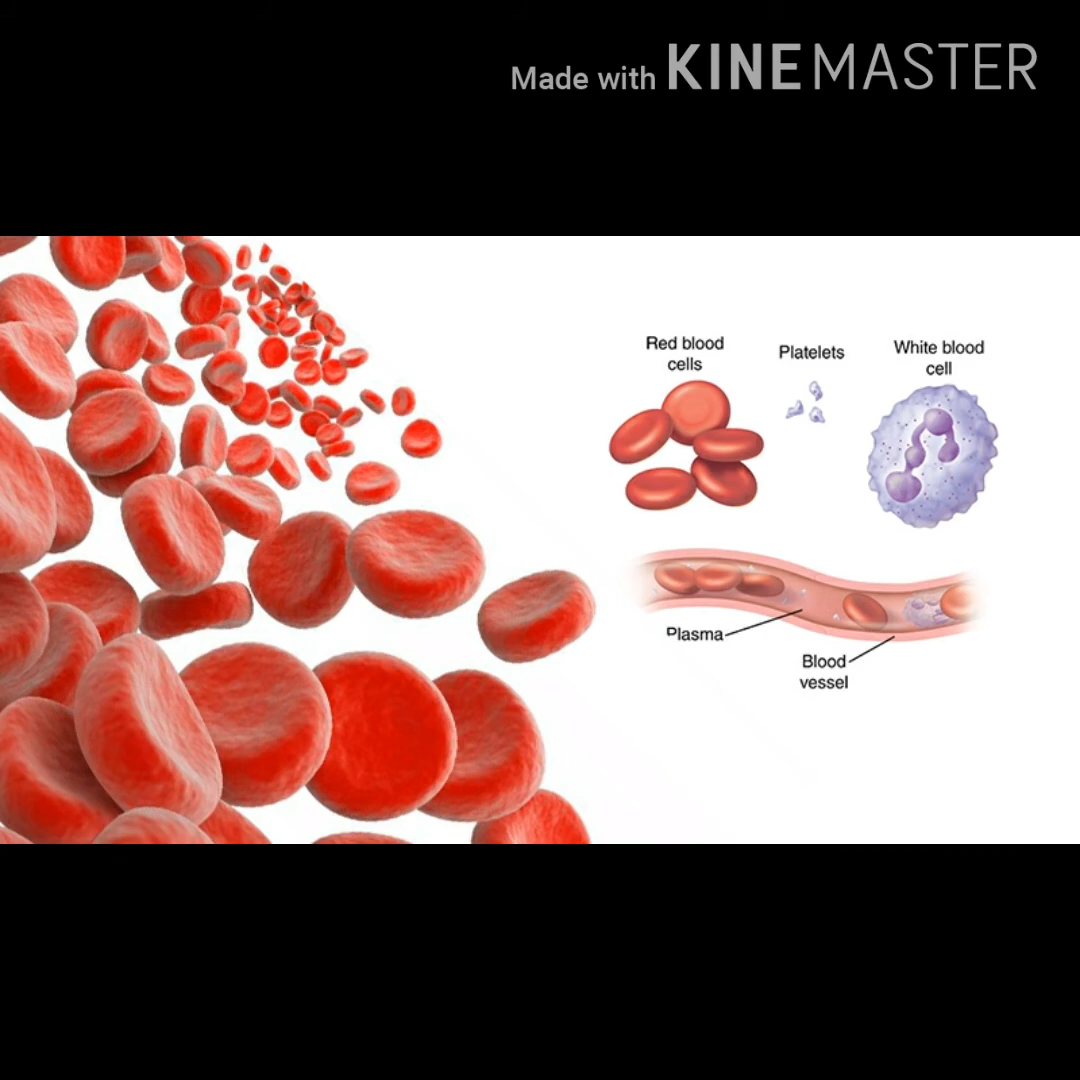 Made with KINEMASTER
Red blood
cells
Platelets
White blood
cell
Plasma
Blood
vessel